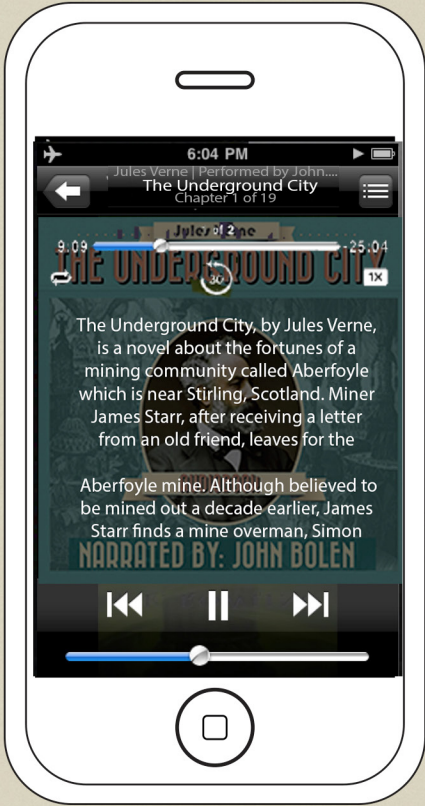 6:04 PM
Jules Verne | Performed by John....
The Underground City
Chapter 1 of 19
Jules Verne
of 2
9:09
-25:04
THE UNDERGROUND CITY
30
1X
The Underground City, by Jules Verne,
is a novel about the fortunes of a
mining community called Aberfoyle
which is near Stirling, Scotland. Miner
James Starr, after receiving a letter
from an old friend, leaves for the
Aberfoyle mine. Although believed to
be mined out a decade earlier, James
Starr finds a mine overman, Simon
NARRATED BY: JOHN BOLEN